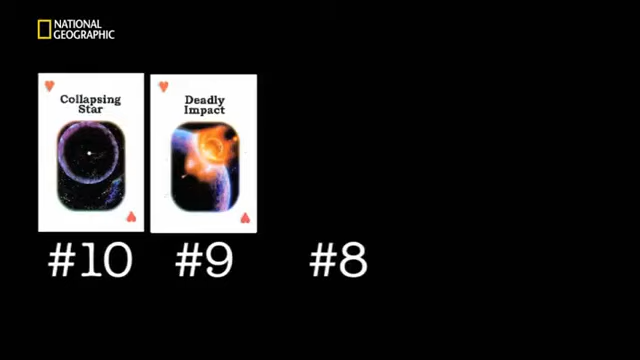 NATIONAL
GEOGRAPHIC
Collapsing
Star
Deadly
Impact
#10
#9
#8